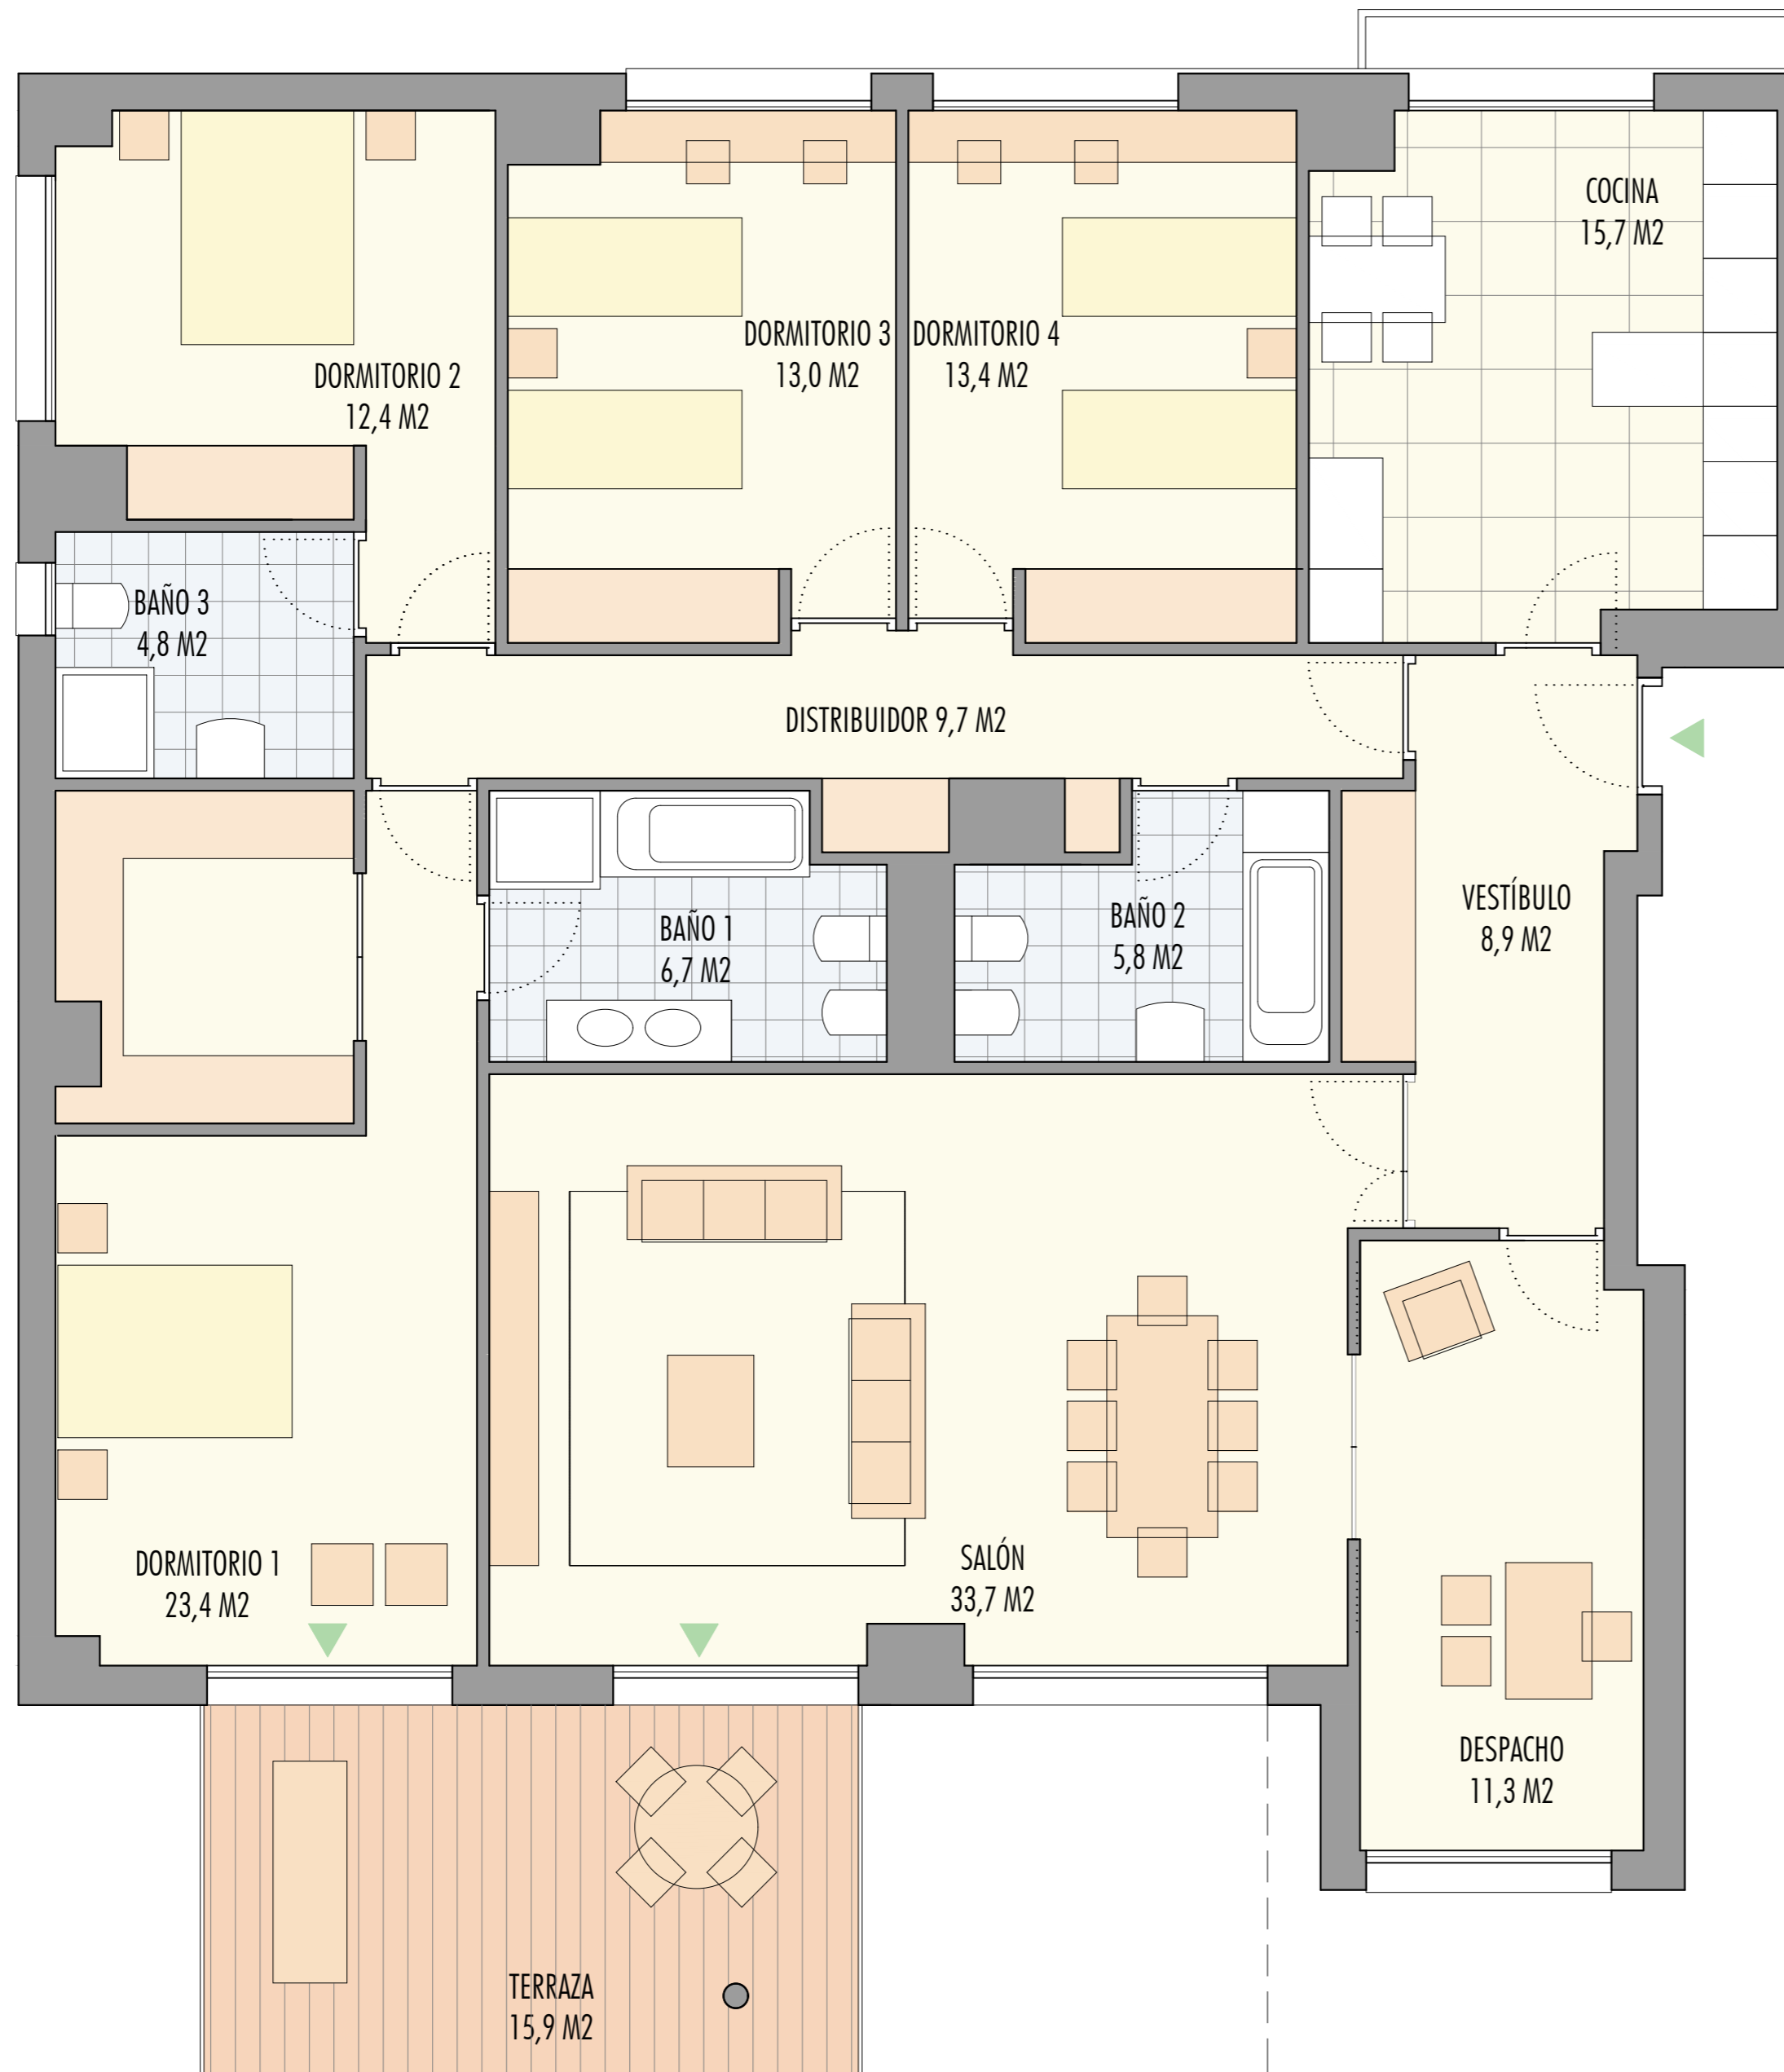 COCINA
15,7 M2
DORMITORIO 3
13,0 M2
DORMITORIO 4
13,4 M2
DORMITORIO 2
12,4 M2
BAÑO 3
4,8 M2
DISTRIBUIDOR 9,7 M2
VESTÍBULO
8,9 M2
BAÑO 1
6,7 M2
BAÑO 2
5,8 M2
DORMITORIO 1
23,4 M2
SALÓN
33,7 M2
DESPACHO
11,3 M2
TERRAZA
15,9 M2